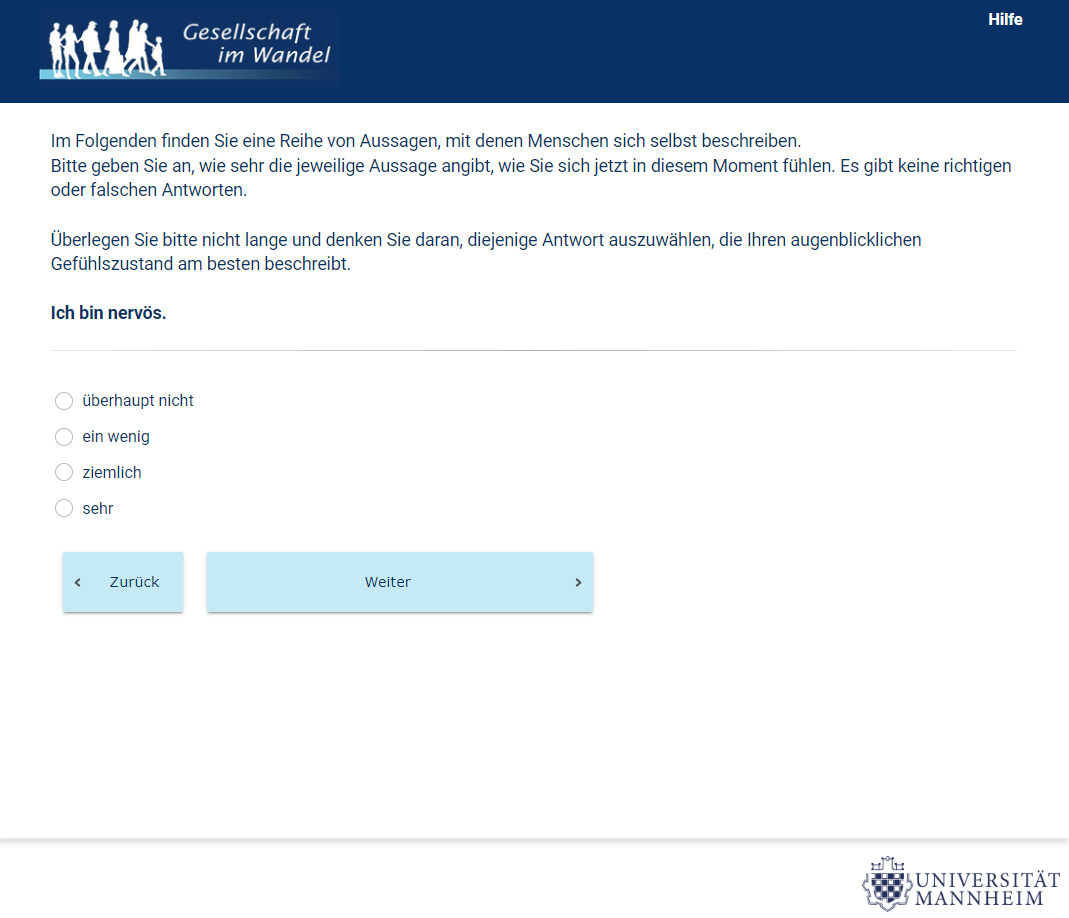 Gesellschaft
im Wandel
Hilfe
Im Folgenden finden Sie eine Reihe von Aussagen, mit denen Menschen sich selbst beschreiben.
Bitte geben Sie an, wie sehr die jeweilige Aussage angibt, wie Sie sich jetzt in diesem Moment fühlen. Es gibt keine richtigen
oder falschen Antworten.
Überlegen Sie bitte nicht lange und denken Sie daran, diejenige Antwort auszuwählen, die Ihren augenblicklichen
Gefühlszustand am besten beschreibt.
Ich bin nervös.
überhaupt nicht
ein wenig
ziemlich
sehr
Zurück
Weiter
UNIVERSITÄT
MANNHEIM